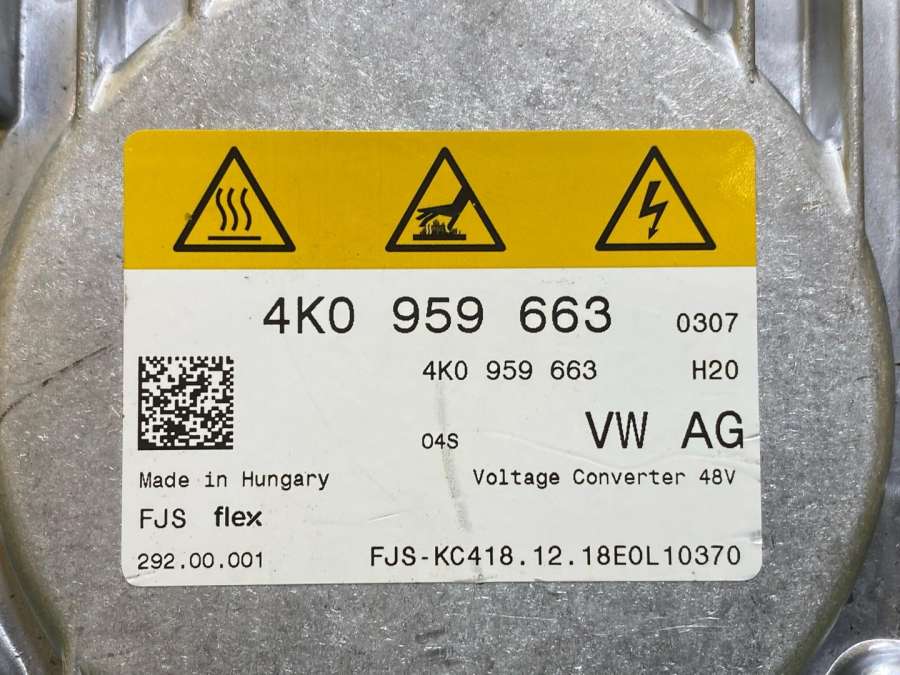 4K0 959 663 0307
4K0 959 663 H20
04S VW AG
Made in Hungary Voltage Converter 48V
FJS flex
292.00.001 FJS-KC418.12.18E0L10370